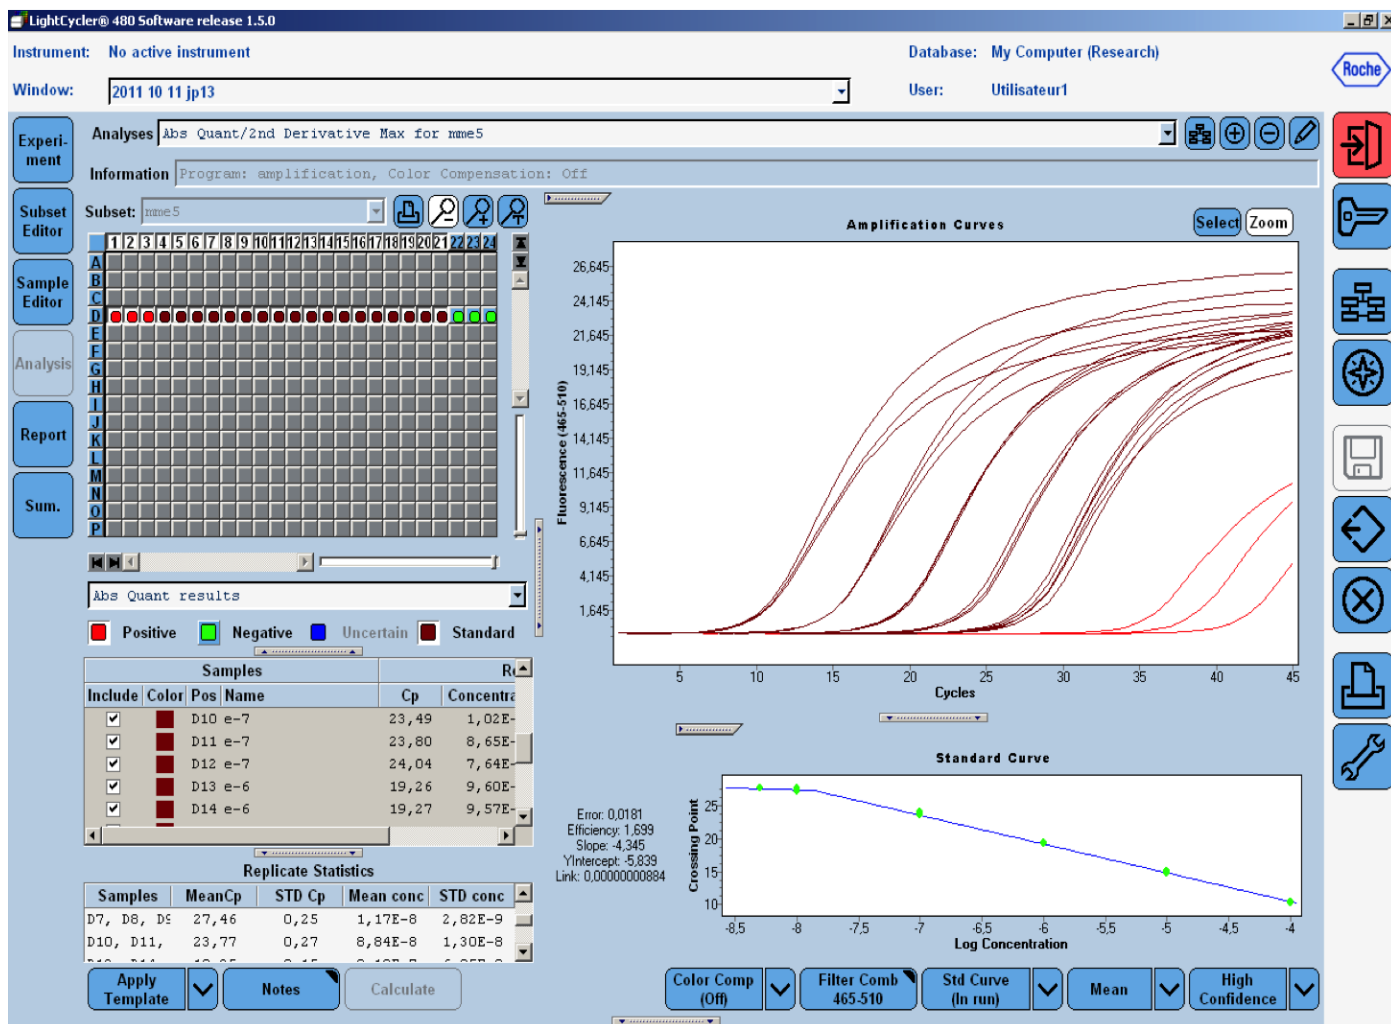 LightCycler® 480 Software release 1.5.0
Instrument: No active instrument
Database: My Computer (Research)
Roche
Window: 2011 10 11 jp13
User: Utilisateur1
Experi-
ment
Subset
Editor
Sample
Editor
Analysis
Report
Sum.
Analyses Abs Quant/2nd Derivative Max for mme5
Information Program: amplification, Color Compensation: Off
Subset: mme5
1 2 3 4 5 6 7 8 9 10 11 12 13 14 15 16 17 18 19 20 21 22 23 24
A
B
C
D
E
F
G
H
I
J
K
L
M
N
O
P
Abs Quant results
Positive Negative Uncertain Standard
Samples
Include Color Pos Name Cp Concentra
D10 e-7 23,49 1,02E-
D11 e-7 23,80 8,65E-
D12 e-7 24,04 7,64E-
D13 e-6 19,26 9,60E-
D14 e-6 19,27 9,57E-
Replicate Statistics
Samples MeanCp STD Cp Mean conc STD conc
D7, D8, D9 27,46 0,25 1,17E-8 2,82E-9
D10, D11, 23,77 0,27 8,84E-8 1,30E-8
Apply
Template
Notes
Calculate
Amplification Curves
Select Zoom
Fluorescence (465-510)
26,645
24,145
21,645
19,145
16,645
14,145
11,645
9,145
6,645
4,145
1,645
5 10 15 20 25 30 35 40 45
Cycles
Standard Curve
Error: 0,0181
Efficiency: 1,699
Slope: -4,345
YIntercept: -5,839
Link: 0,00000000884
Crossing Point
25
20
15
10
-8,5 -8 -7,5 -7 -6,5 -6 -5,5 -5 -4,5 -4
Log Concentration
Color Comp
(Off)
Filter Comb
465-510
Std Curve
(In run)
Mean
High
Confidence